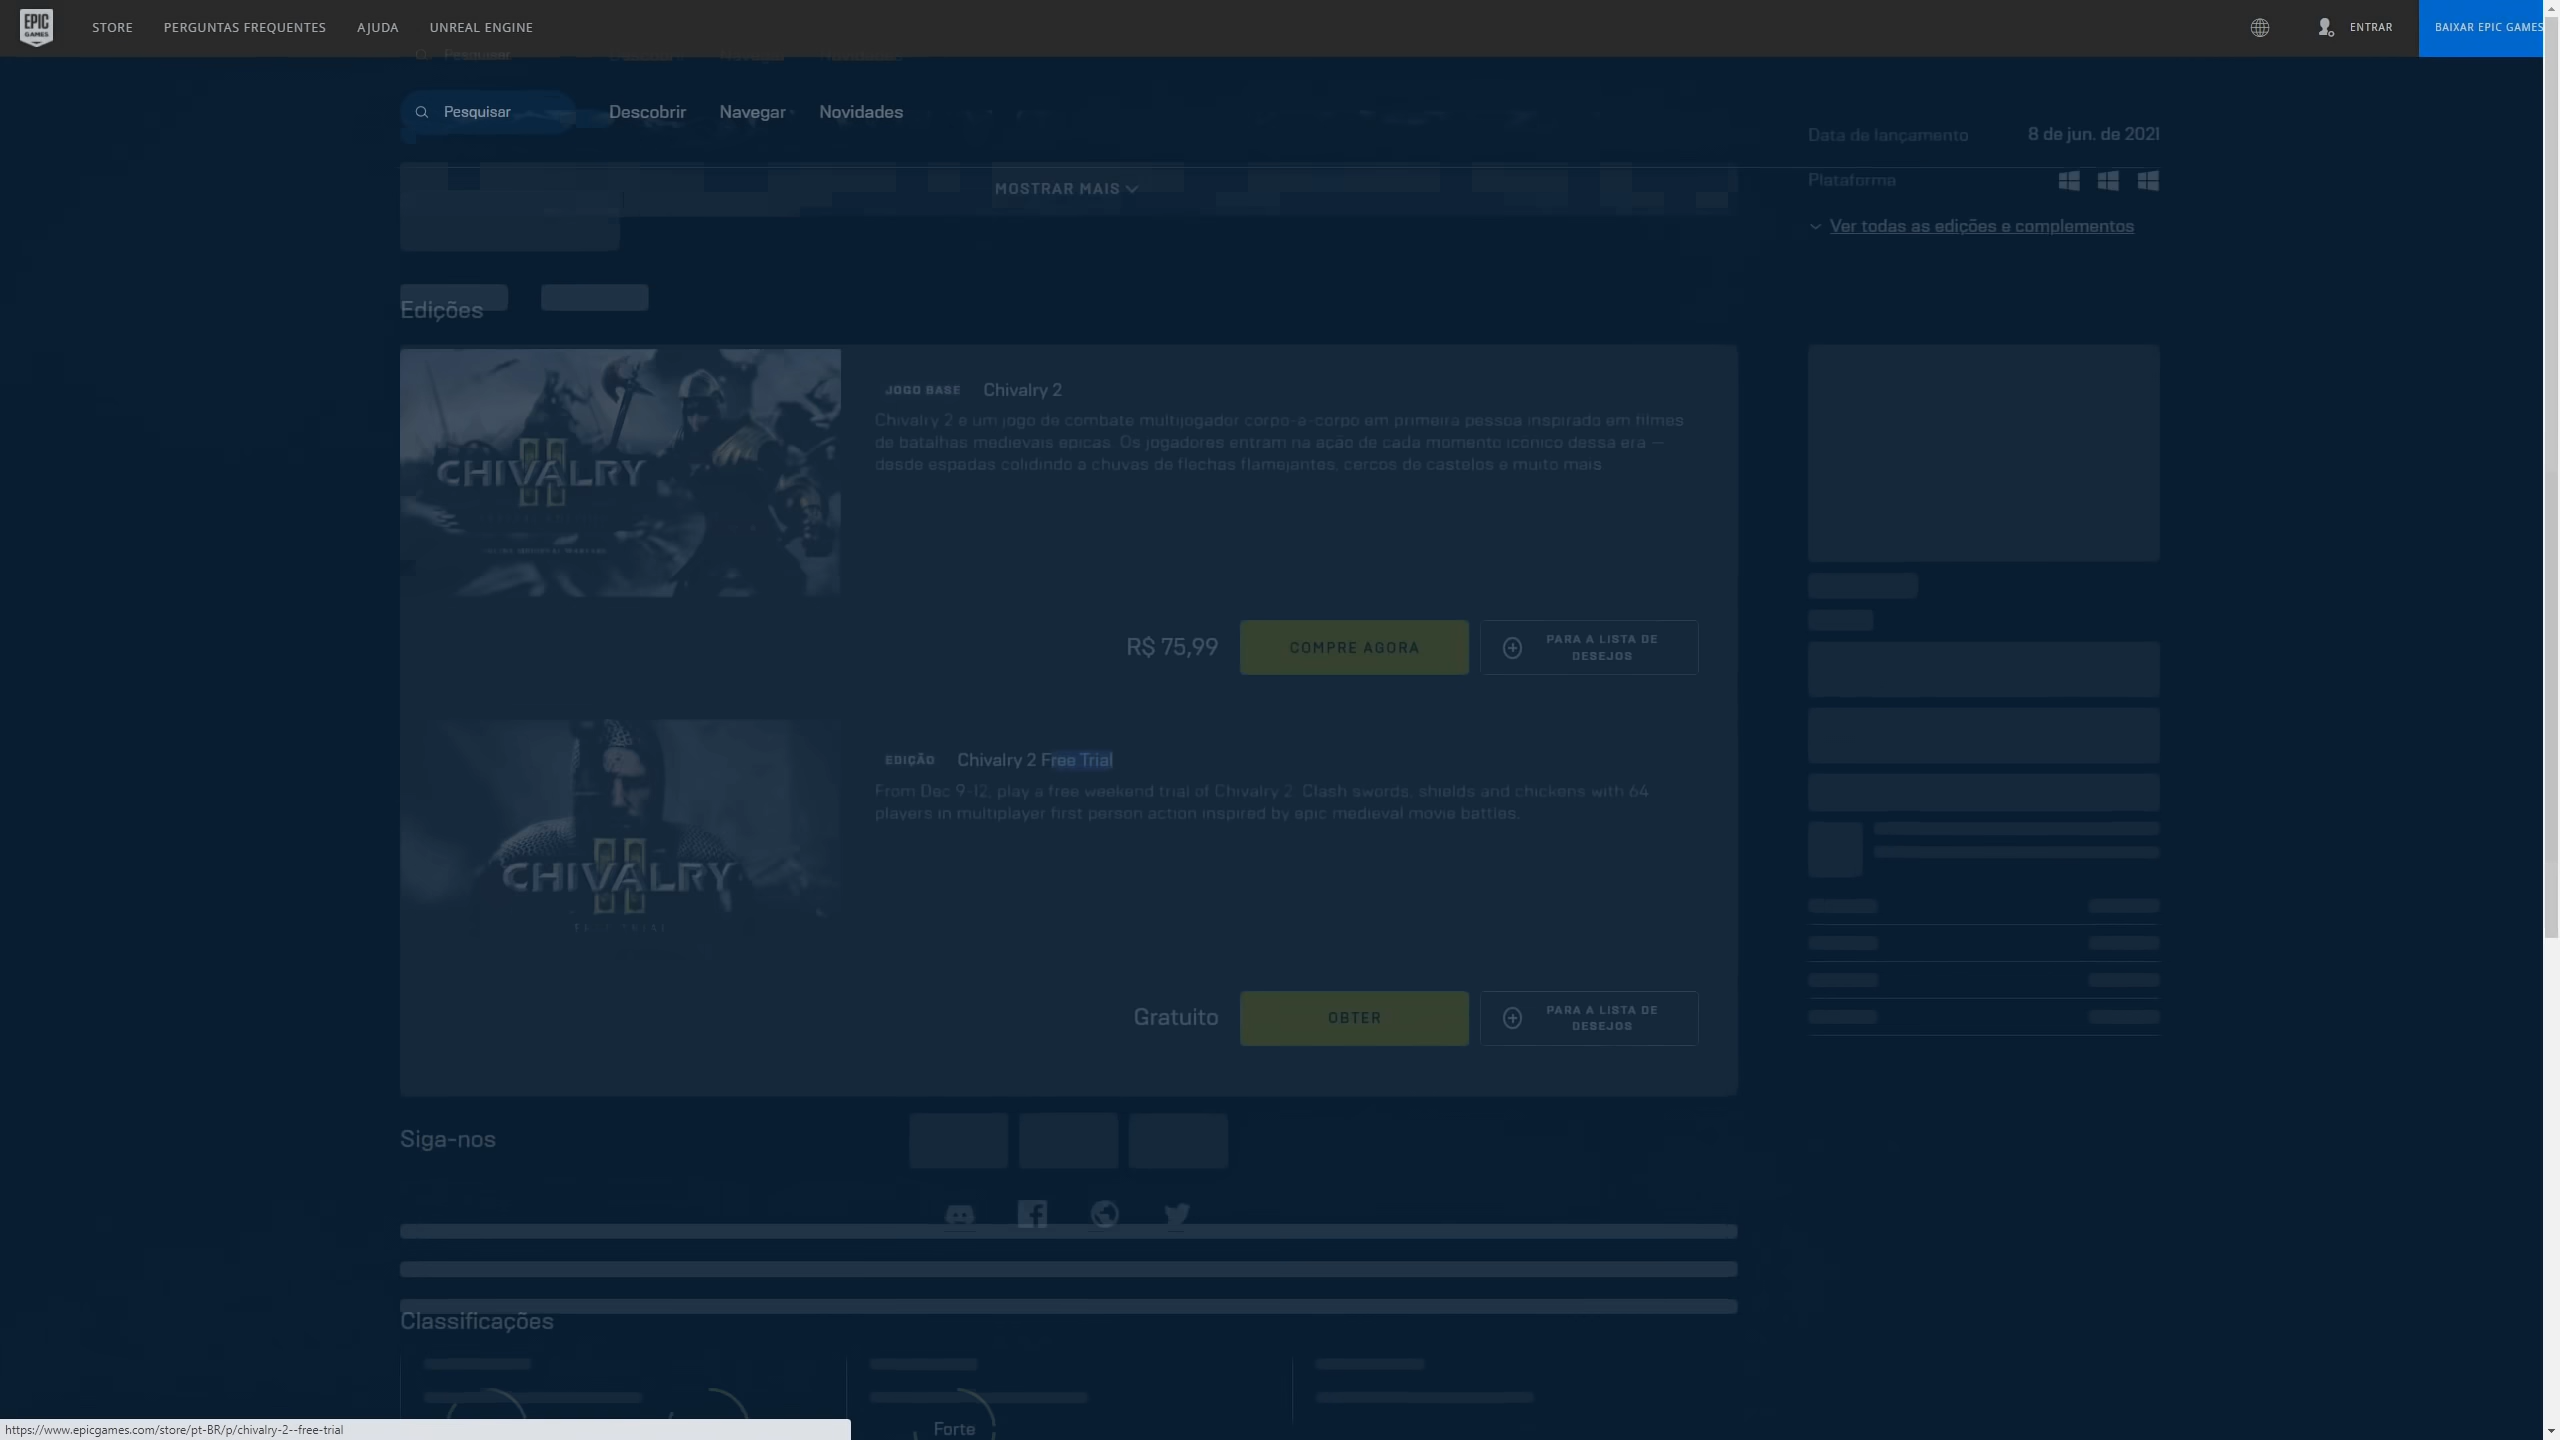 EPIC GAMES
STORE
PERGUNTAS FREQUENTES
AJUDA
UNREAL ENGINE
ENTRAR
BAIXAR EPIC GAMES
Pesquisar
Descobrir
Navegar
Novidades
Data de lançamento
8 de jun. de 2021
MOSTRAR MAIS
Plataforma
Ver todas as edições e complementos
Edições
CHIVALRY II
JOGO BASE
Chivalry 2
Chivalry 2 é um jogo de combate multijogador corpo-a-corpo em primeira pessoa inspirado em filmes
de batalhas medievais épicas. Os jogadores entram na ação de cada momento icônico dessa era —
desde espadas colidindo a chuvas de flechas flamejantes, cercos de castelos e muito mais.
R$ 75,99
COMPRE AGORA
PARA A LISTA DE
DESEJOS
CHIVALRY II
EDIÇÃO
Chivalry 2 Free Trial
From Dec 9-12, play a free weekend trial of Chivalry 2. Clash swords, shields and chickens with 64
players in multiplayer first person action inspired by epic medieval movie battles.
Gratuito
OBTER
PARA A LISTA DE
DESEJOS
Siga-nos
Classificações
Forte
https://www.epicgames.com/store/pt-BR/p/chivalry-2--free-trial